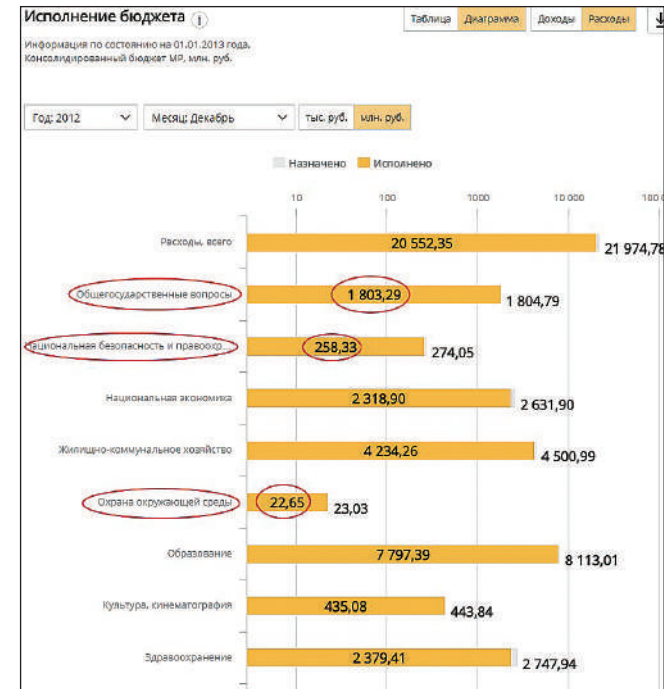 Исполнение бюджета i
Таблица Диаграмма Доходы Расходы
Информация по состоянию на 01.01.2013 года.
Консолидированный бюджет МР, млн. руб.
Год: 2012 Месяц: Декабрь тыс. руб. млн. руб.
Назначено Исполнено
10 100 1000 10 000 100 0
Расходы, всего 20 552,35 21 974,78
Общегосударственные вопросы 1 803,29 1 804,79
Национальная безопасность и правоохр... 258,33 274,05
Национальная экономика 2 318,90 2 631,90
Жилищно-коммунальное хозяйство 4 234,26 4 500,99
Охрана окружающей среды 22,65 23,03
Образование 7 797,39 8 113,01
Культура, кинематография 435,08 443,84
Здравоохранение 2 379,41 2 747,94